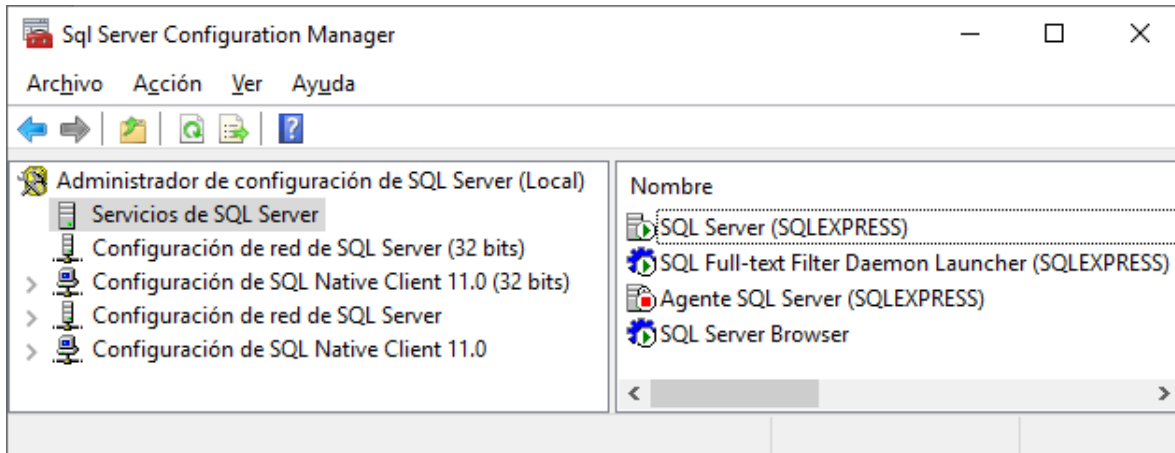 Sql Server Configuration Manager
Archivo Acción Ver Ayuda
Administrador de configuración de SQL Server (Local)
Servicios de SQL Server
Configuración de red de SQL Server (32 bits)
Configuración de SQL Native Client 11.0 (32 bits)
Configuración de red de SQL Server
Configuración de SQL Native Client 11.0
Nombre
SQL Server (SQLEXPRESS)
SQL Full-text Filter Daemon Launcher (SQLEXPRESS)
Agente SQL Server (SQLEXPRESS)
SQL Server Browser